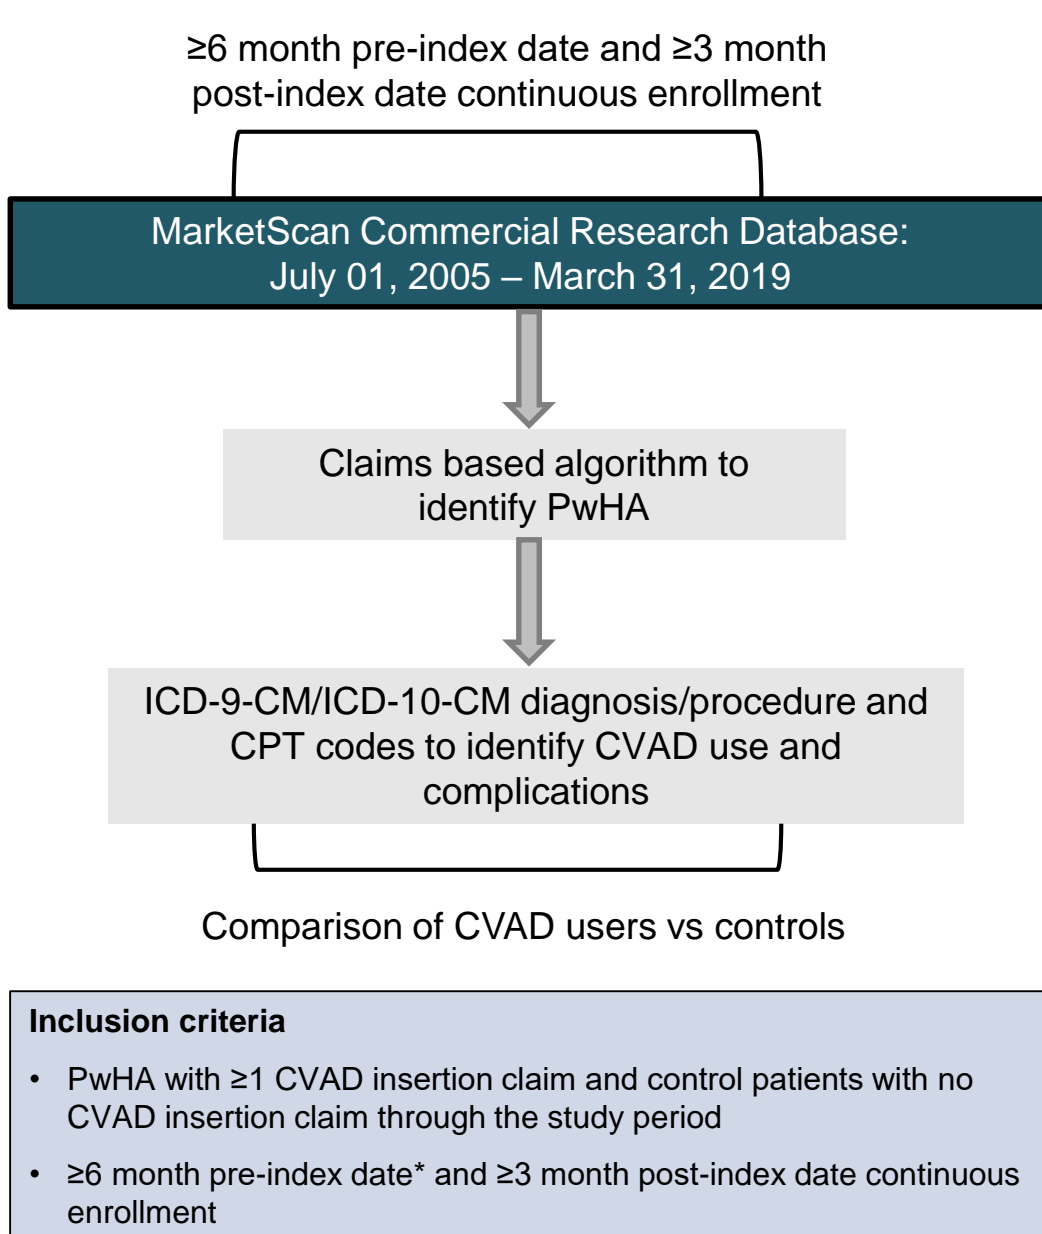 ≥6 month pre-index date and ≥3 month
post-index date continuous enrollment
MarketScan Commercial Research Database:
July 01, 2005 – March 31, 2019
Claims based algorithm to
identify PwHA
ICD-9-CM/ICD-10-CM diagnosis/procedure and
CPT codes to identify CVAD use and
complications
Comparison of CVAD users vs controls
Inclusion criteria
• PwHA with ≥1 CVAD insertion claim and control patients with no
CVAD insertion claim through the study period
• ≥6 month pre-index date* and ≥3 month post-index date continuous
enrollment